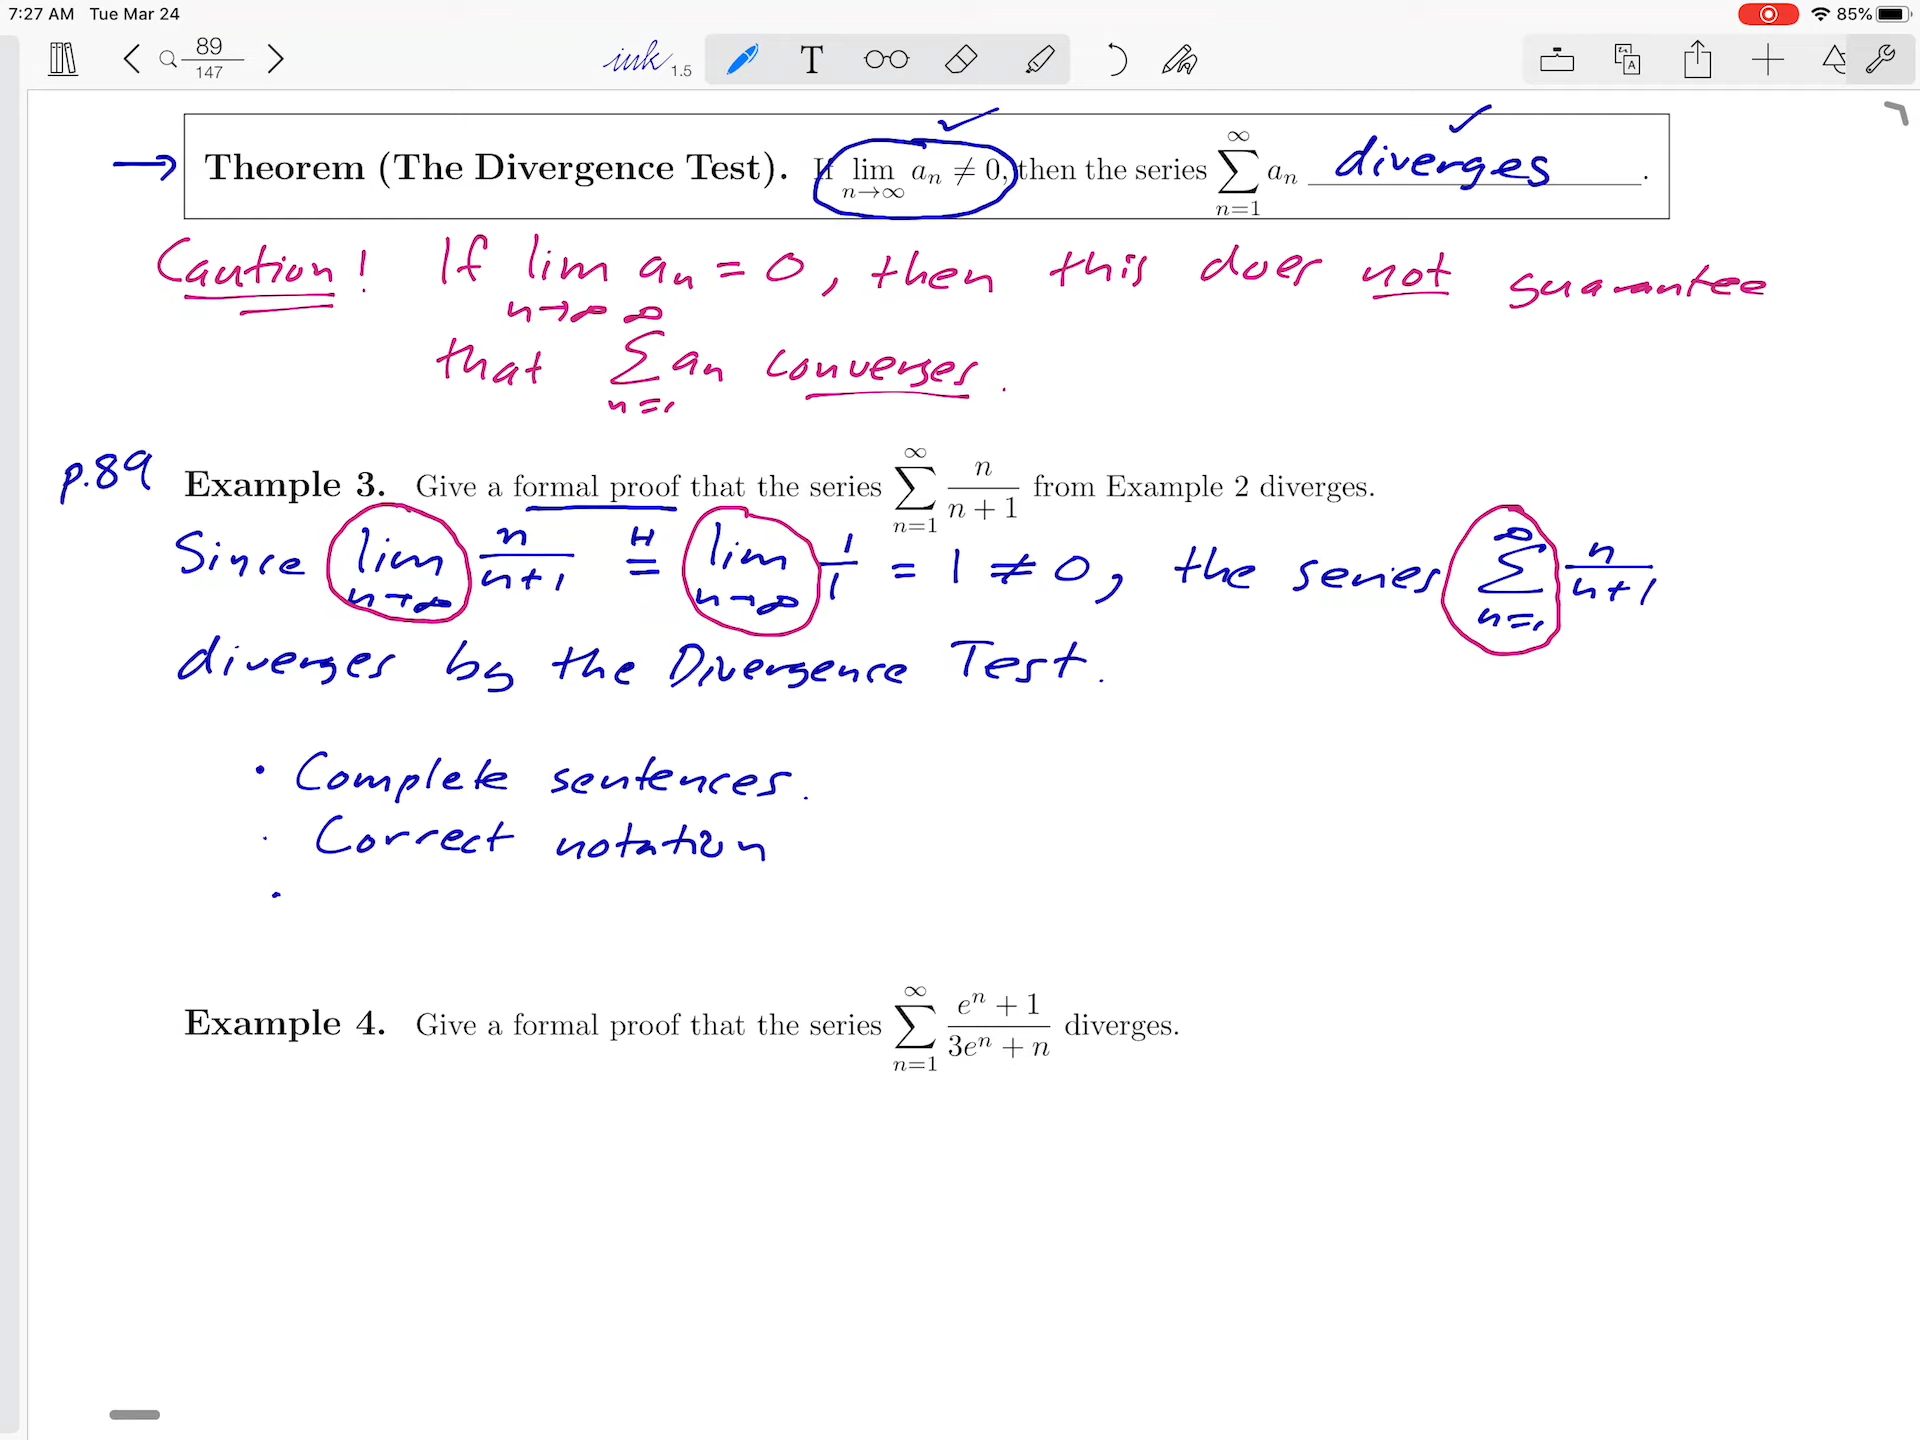 7:27 AM Tue Mar 24 85%
89
147
ink 1.5 T
Theorem (The Divergence Test). If lim_{n→∞} a_n ≠ 0, then the series ∑_{n=1}^{∞} a_n diverges.
Caution! If lim_{n→∞} a_n = 0, then this does not guarantee
that ∑_{n=1}^{∞} a_n converges.
p.89 Example 3. Give a formal proof that the series ∑_{n=1}^{∞} n/(n + 1) from Example 2 diverges.
Since lim_{n→∞} n/(n+1) =^H lim_{n→∞} 1/1 = 1 ≠ 0, the series ∑_{n=1}^{∞} n/(n+1)
diverges by the Divergence Test.
• Complete sentences.
• Correct notation
•
Example 4. Give a formal proof that the series ∑_{n=1}^{∞} (e^n + 1)/(3e^n + n) diverges.